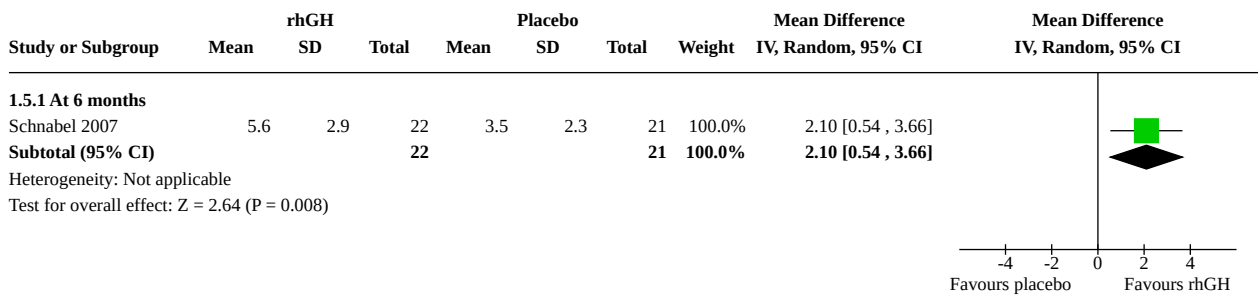 rhGH Placebo Mean Difference Mean Difference
Study or Subgroup Mean SD Total Mean SD Total Weight IV, Random, 95% CI IV, Random, 95% CI
1.5.1 At 6 months
Schnabel 2007 5.6 2.9 22 3.5 2.3 21 100.0% 2.10 [0.54 , 3.66]
Subtotal (95% CI) 22 21 100.0% 2.10 [0.54 , 3.66]
Heterogeneity: Not applicable
Test for overall effect: Z = 2.64 (P = 0.008)
-4 -2 0 2 4
Favours placebo Favours rhGH